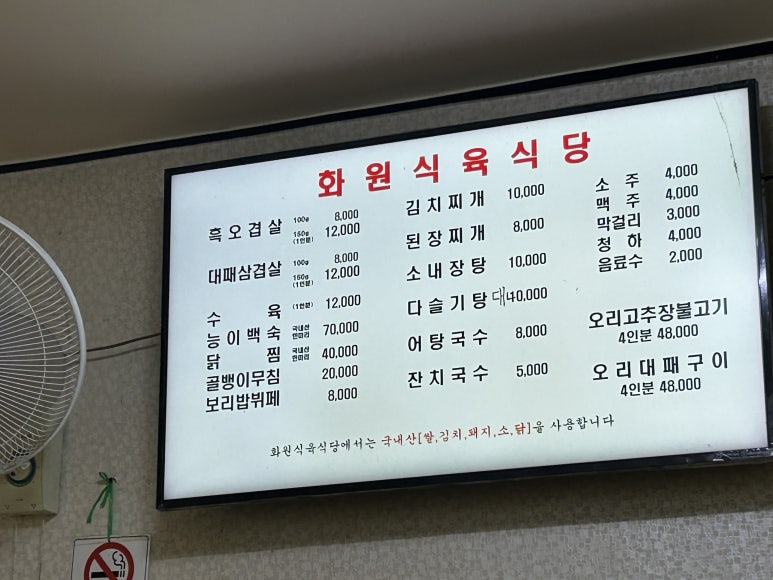 화원식육식당
흑오겹살 100g 8,000
150g (1인분) 12,000
대패삼겹살 100g 8,000
150g (1인분) 12,000
수 육 (1인분) 12,000
능이백숙 국내산 한마리 70,000
닭 찜 국내산 한마리 40,000
골뱅이무침 20,000
보리밥뷔페 8,000
김치찌개 10,000
된장찌개 8,000
소내장탕 10,000
다슬기탕 대 10,000
어탕국수 8,000
잔치국수 5,000
소 주 4,000
맥 주 4,000
막걸리 3,000
청 하 4,000
음료수 2,000
오리고추장불고기
4인분 48,000
오리대패구이
4인분 48,000
화원식육식당에서는 국내산[쌀,김치,돼지,소,닭]을 사용합니다